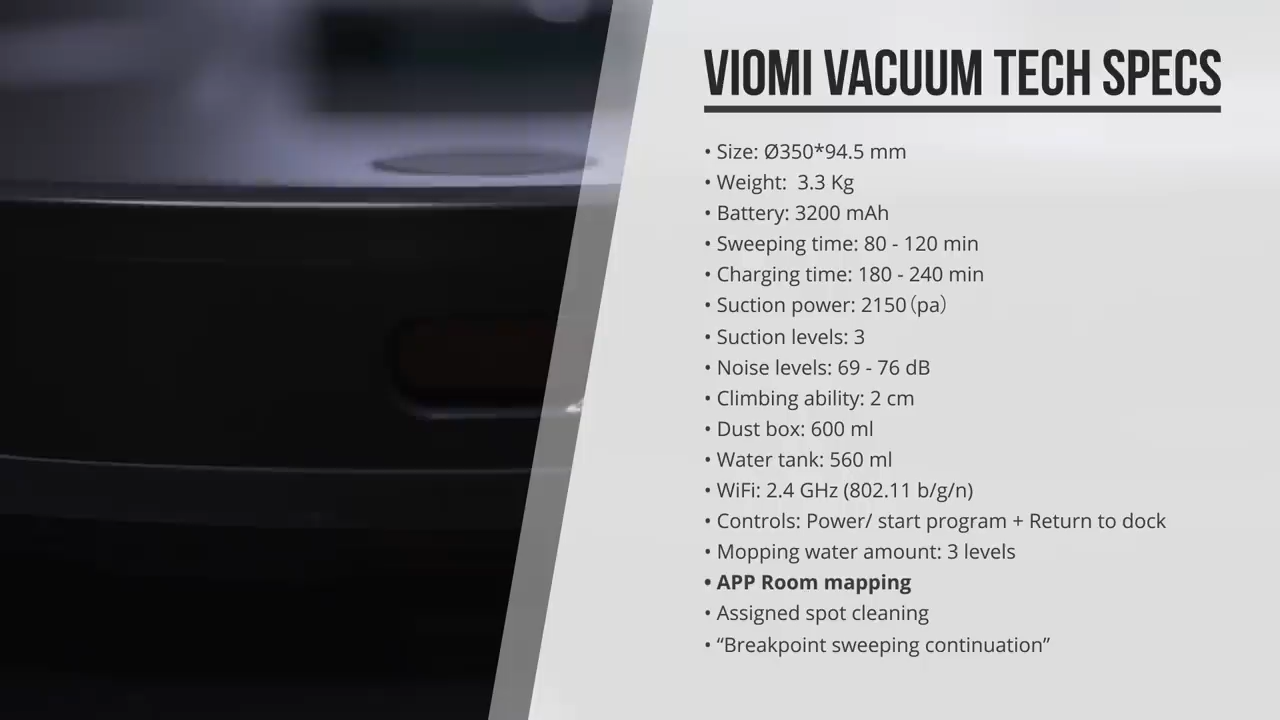 VIOMI VACUUM TECH SPECS
• Size: Ø350*94.5 mm
• Weight:  3.3 Kg
• Battery: 3200 mAh
• Sweeping time: 80 - 120 min
• Charging time: 180 - 240 min
• Suction power: 2150（pa）
• Suction levels: 3
• Noise levels: 69 - 76 dB
• Climbing ability: 2 cm
• Dust box: 600 ml
• Water tank: 560 ml
• WiFi: 2.4 GHz (802.11 b/g/n)
• Controls: Power/ start program + Return to dock
• Mopping water amount: 3 levels
• APP Room mapping
• Assigned spot cleaning
• “Breakpoint sweeping continuation”